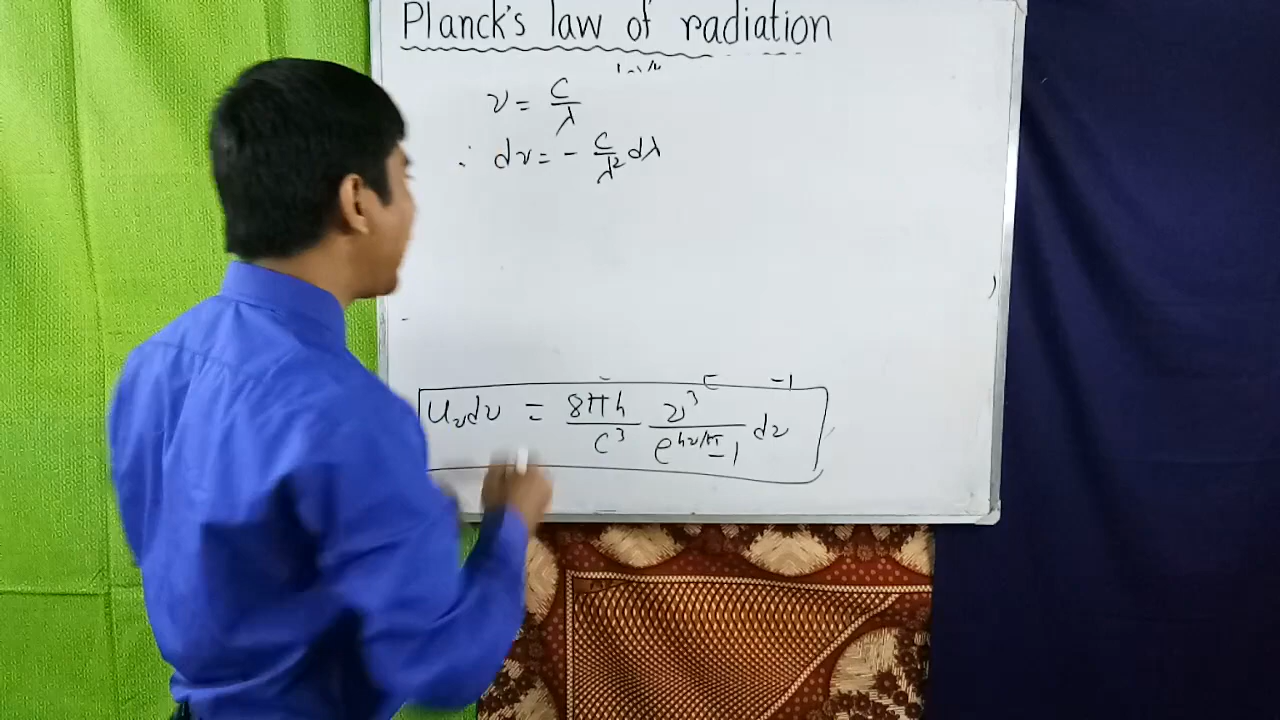 Planck's law of radiation
ν = C/λ
∴ dν = - C/λ² dλ
Uνdν = 8πh/C³ ν³/(e^(hν/kT) - 1) dν